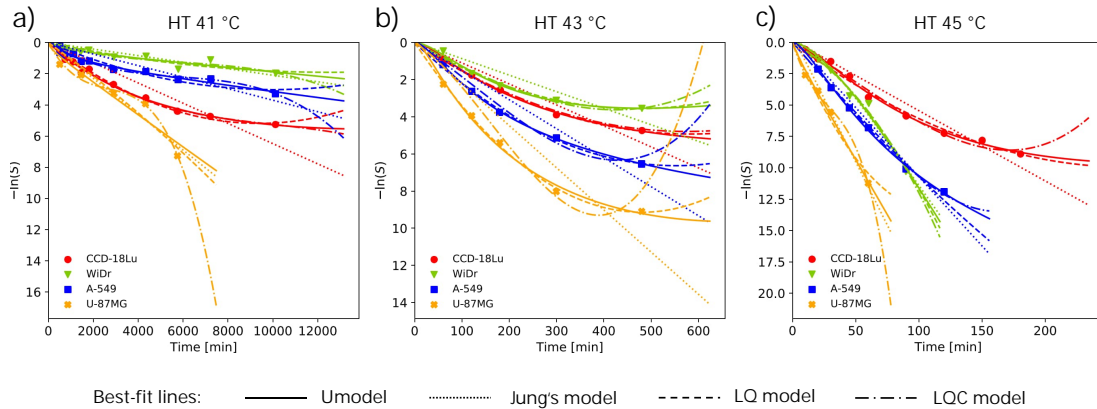 a) HT 41 °C
b) HT 43 °C
c) HT 45 °C
−ln(S)
0
2
4
6
8
10
12
14
16
CCD-18Lu
WiDr
A-549
U-87MG
0 2000 4000 6000 8000 10000 12000
Time [min]
−ln(S)
0
2
4
6
8
10
12
14
CCD-18Lu
WiDr
A-549
U-87MG
0 100 200 300 400 500 600
Time [min]
−ln(S)
0.0
2.5
5.0
7.5
10.0
12.5
15.0
17.5
20.0
CCD-18Lu
WiDr
A-549
U-87MG
0 50 100 150 200
Time [min]
Best-fit lines: Umodel Jung's model LQ model LQC model